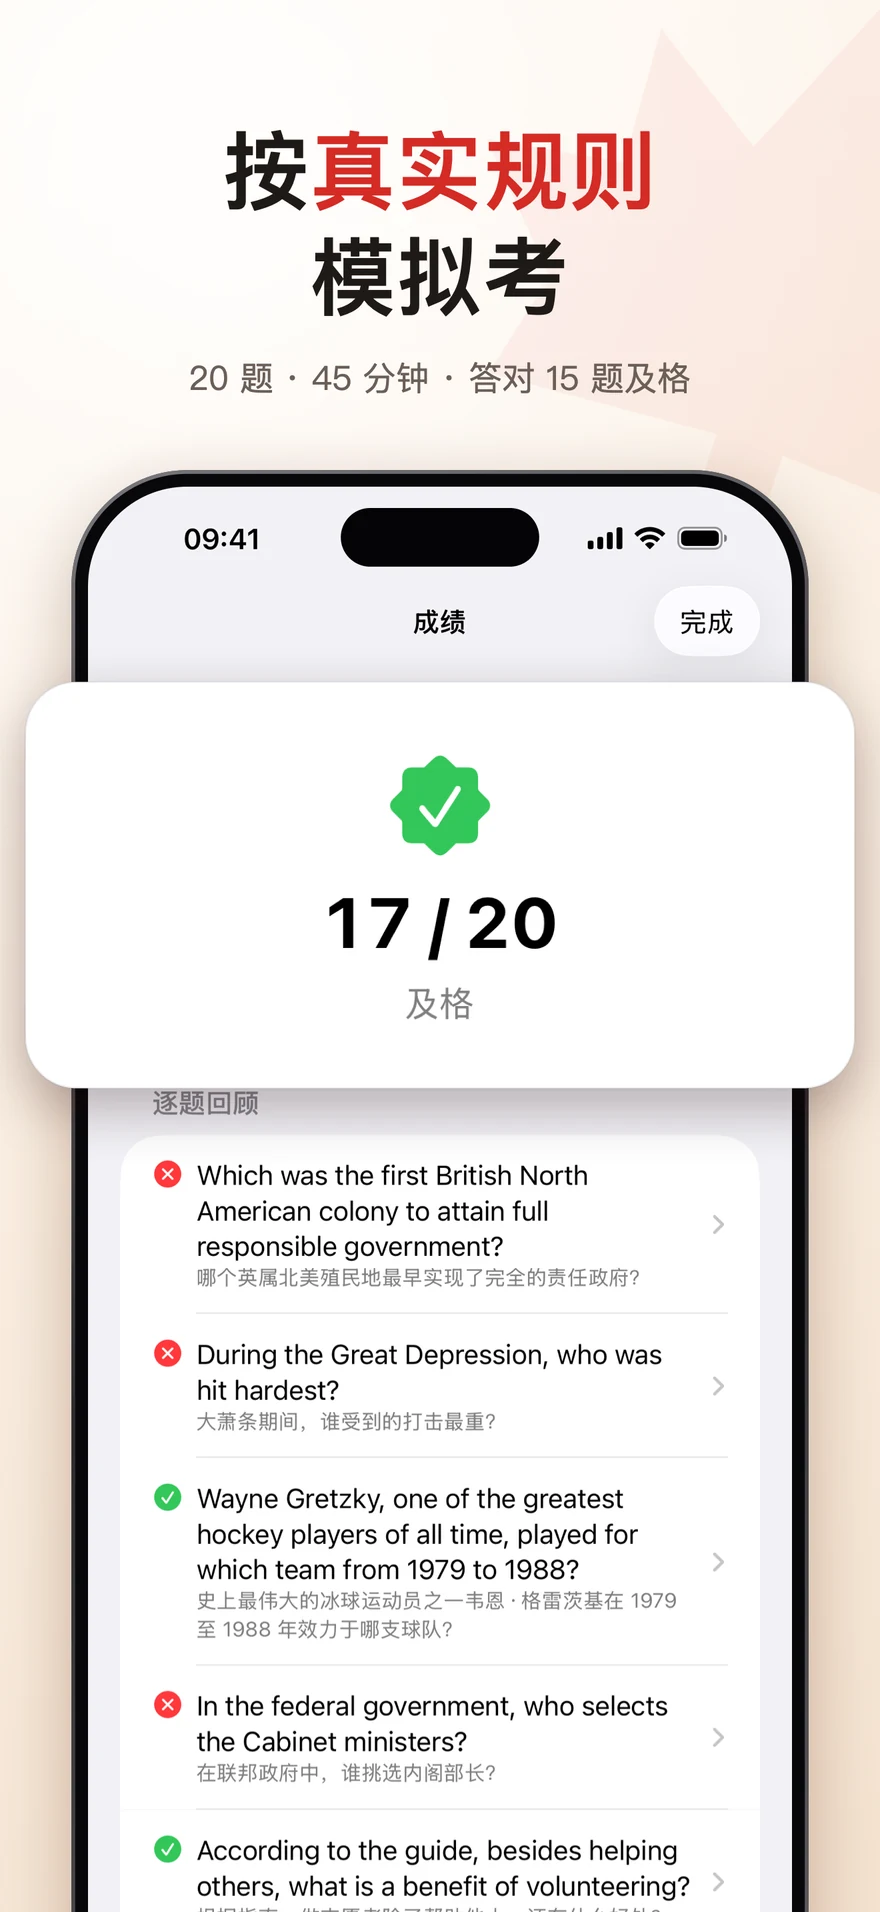 按真实规则
模拟考
20 题 · 45 分钟 · 答对 15 题及格
09:41
成绩
完成
17 / 20
及格
逐题回顾
Which was the first British North
American colony to attain full
responsible government?
哪个英属北美殖民地最早实现了完全的责任政府?
During the Great Depression, who was
hit hardest?
大萧条期间，谁受到的打击最重?
Wayne Gretzky, one of the greatest
hockey players of all time, played for
which team from 1979 to 1988?
史上最伟大的冰球运动员之一韦恩 · 格雷茨基在 1979
至 1988 年效力于哪支球队?
In the federal government, who selects
the Cabinet ministers?
在联邦政府中，谁挑选内阁部长?
According to the guide, besides helping
others, what is a benefit of volunteering?